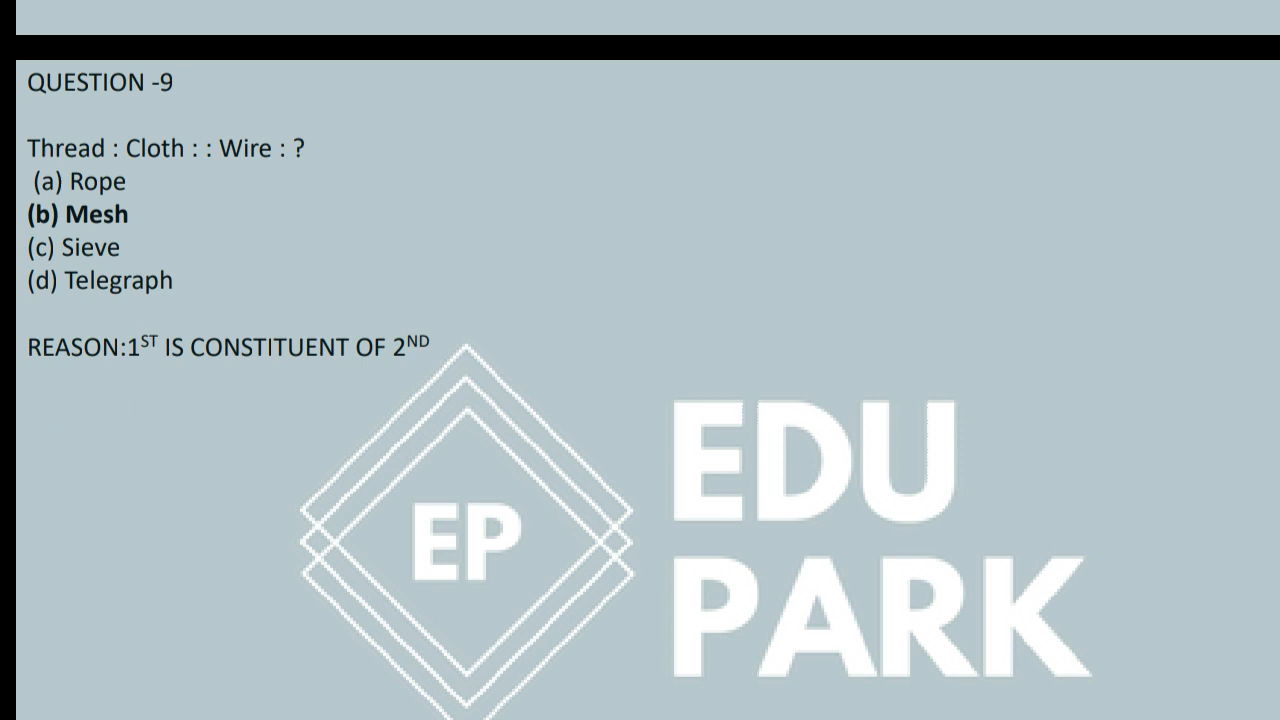 QUESTION -9
Thread : Cloth : : Wire : ?
(a) Rope
(b) Mesh
(c) Sieve
(d) Telegraph
REASON:1ST IS CONSTITUENT OF 2ND
EP
EDU
PARK